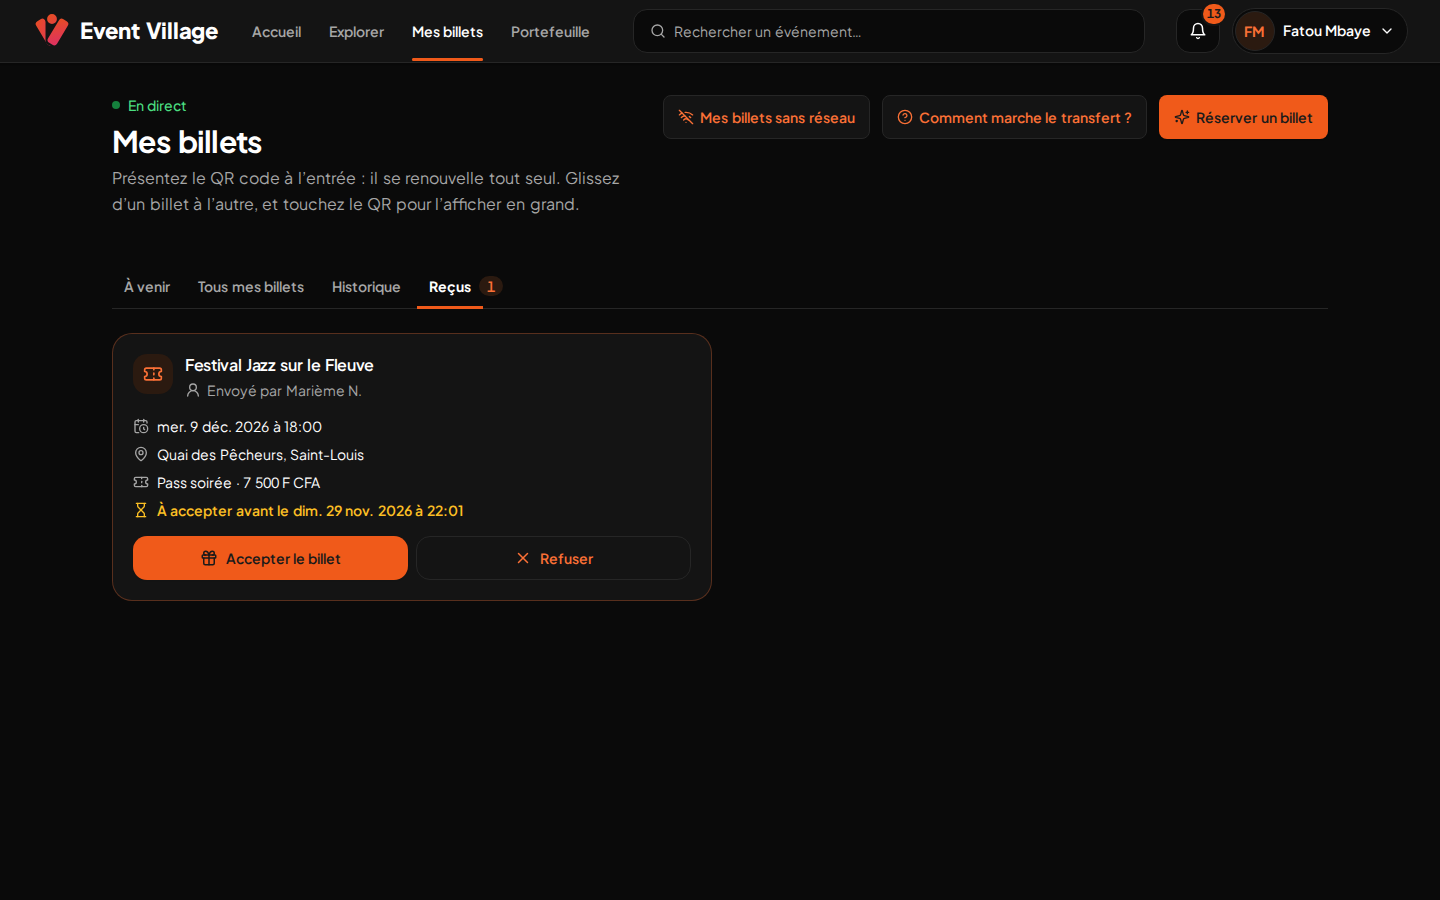 Event Village
Accueil
Explorer
Mes billets
Portefeuille
Rechercher un événement…
13
FM
Fatou Mbaye
En direct
Mes billets
Présentez le QR code à l’entrée : il se renouvelle tout seul. Glissez
d’un billet à l’autre, et touchez le QR pour l’afficher en grand.
Mes billets sans réseau
Comment marche le transfert ?
Réserver un billet
À venir
Tous mes billets
Historique
Reçus
1
Festival Jazz sur le Fleuve
Envoyé par Marième N.
mer. 9 déc. 2026 à 18:00
Quai des Pêcheurs, Saint-Louis
Pass soirée · 7 500 F CFA
À accepter avant le dim. 29 nov. 2026 à 22:01
Accepter le billet
Refuser